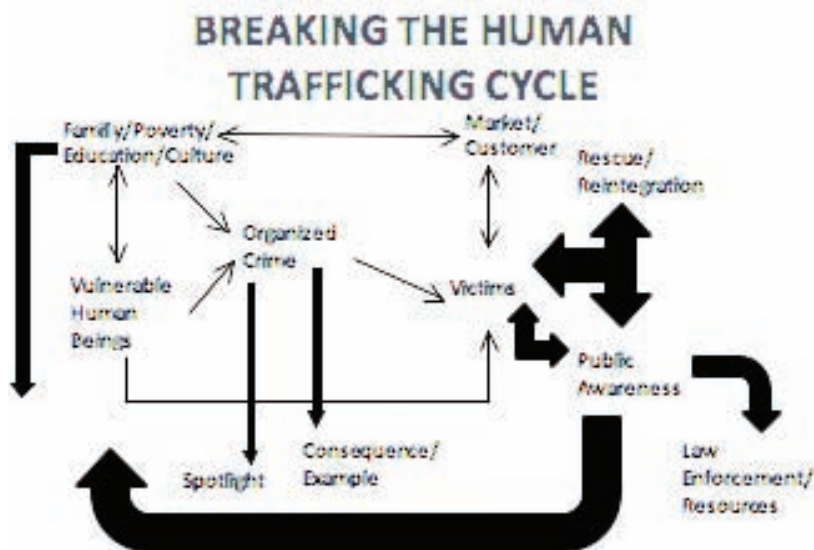 BREAKING THE HUMAN
TRAFFICKING CYCLE
Family/Poverty/
Education/Culture
Market/
Customer
Rescue/
Reintegration
Organized
Crime
Vulnerable
Human
Beings
Victims
Public
Awareness
Consequence/
Example
Spotlight
Law
Enforcement/
Resources